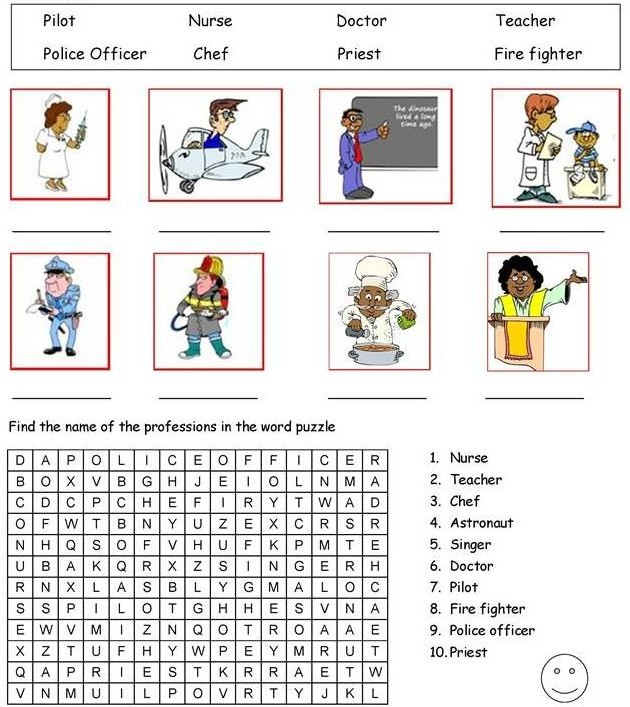 Pilot Nurse Doctor Teacher
Police Officer Chef Priest Fire fighter
The dinosaur
lived a long
time ago.
Find the name of the professions in the word puzzle
D A P O L I C E O F F I C E R
B O X V B G H J E I O L N M A
C D C P C H E F I R Y T W A D
O F W T B N Y U Z E X C R S R
N H Q S O F V H U F K P M T E
U B A K Q R X Z S I N G E R H
R N X L A S B L Y G M A L O C
S S P I L O T G H H E S V N A
E W V M I Z N Q O T R O A A E
X Z T U F H Y W P E Y M R U T
Q A P R I E S T K R R A E T W
V N M U I L P O V R T Y J K L
1. Nurse
2. Teacher
3. Chef
4. Astronaut
5. Singer
6. Doctor
7. Pilot
8. Fire fighter
9. Police officer
10. Priest